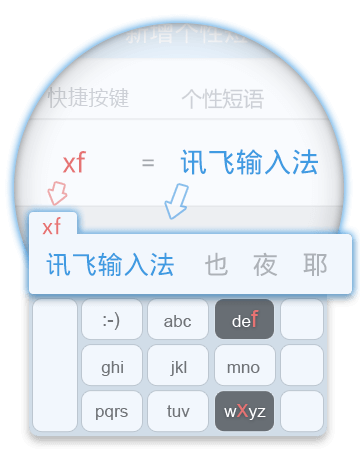 新增个性短
快捷按键 个性短语
xf = 讯飞输入法
xf
讯飞输入法 也 夜 耶
:-) abc def
ghi jkl mno
pqrs tuv wxyz